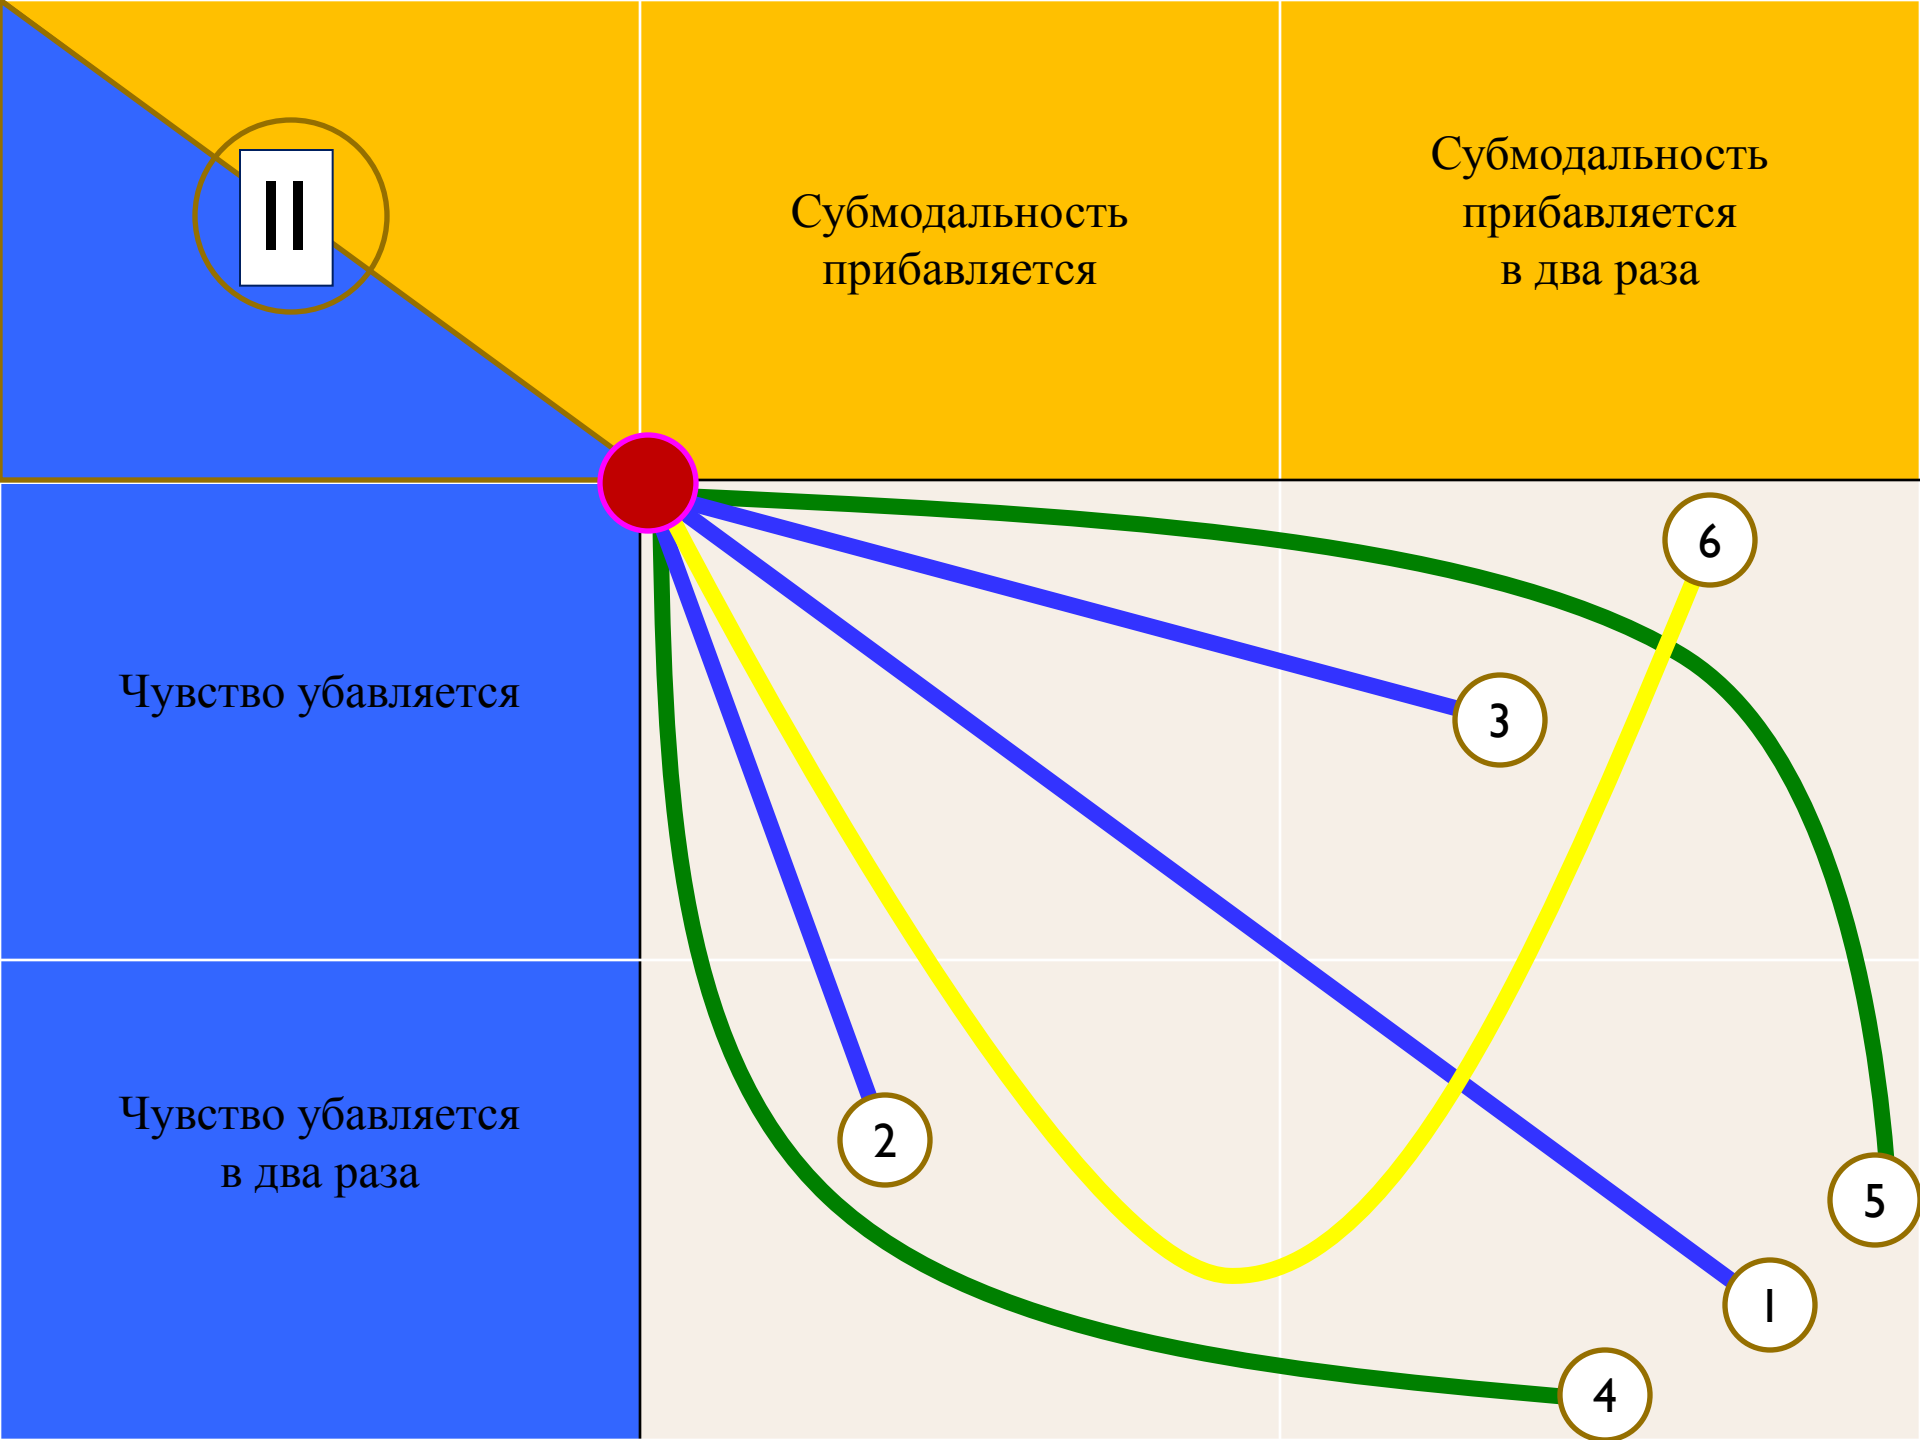 II
Субмодальность
прибавляется
Субмодальность
прибавляется
в два раза
Чувство убавляется
Чувство убавляется
в два раза
6
3
2
5
1
4